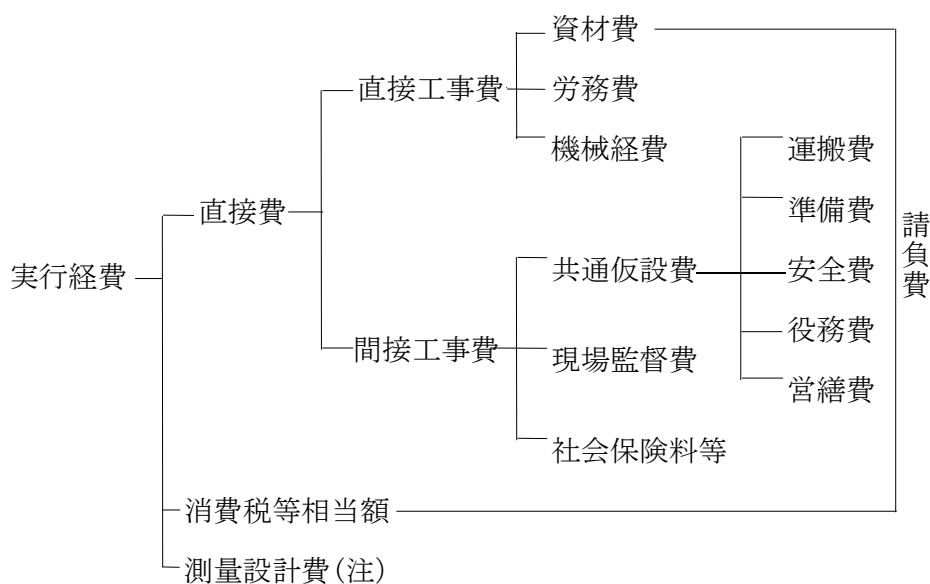 実行経費
直接費
直接工事費
資材費
労務費
機械経費
間接工事費
共通仮設費
運搬費
準備費
安全費
役務費
営繕費
現場監督費
社会保険料等
消費税等相当額
測量設計費(注)
請負費